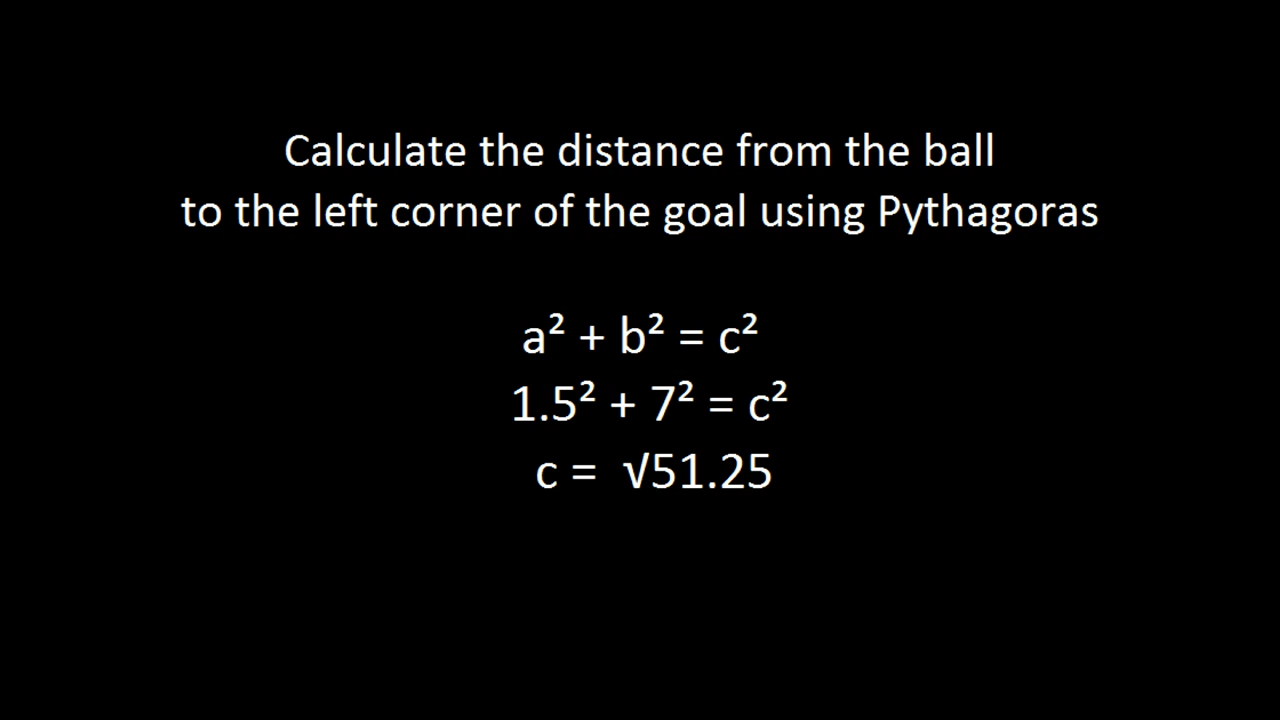 Calculate the distance from the ball
to the left corner of the goal using Pythagoras
a² + b² = c²
1.5² + 7² = c²
c = √51.25